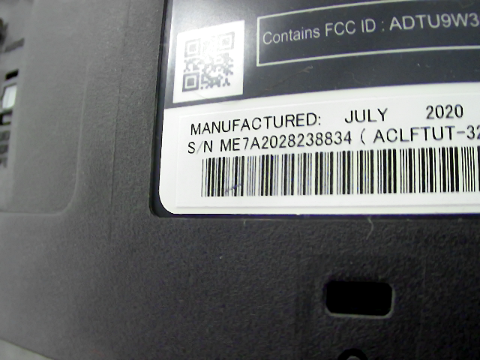 Contains FCC ID : ADTU9W3
MANUFACTURED: JULY 2020
S/N ME7A2028238834 ( ACLFTUT-32